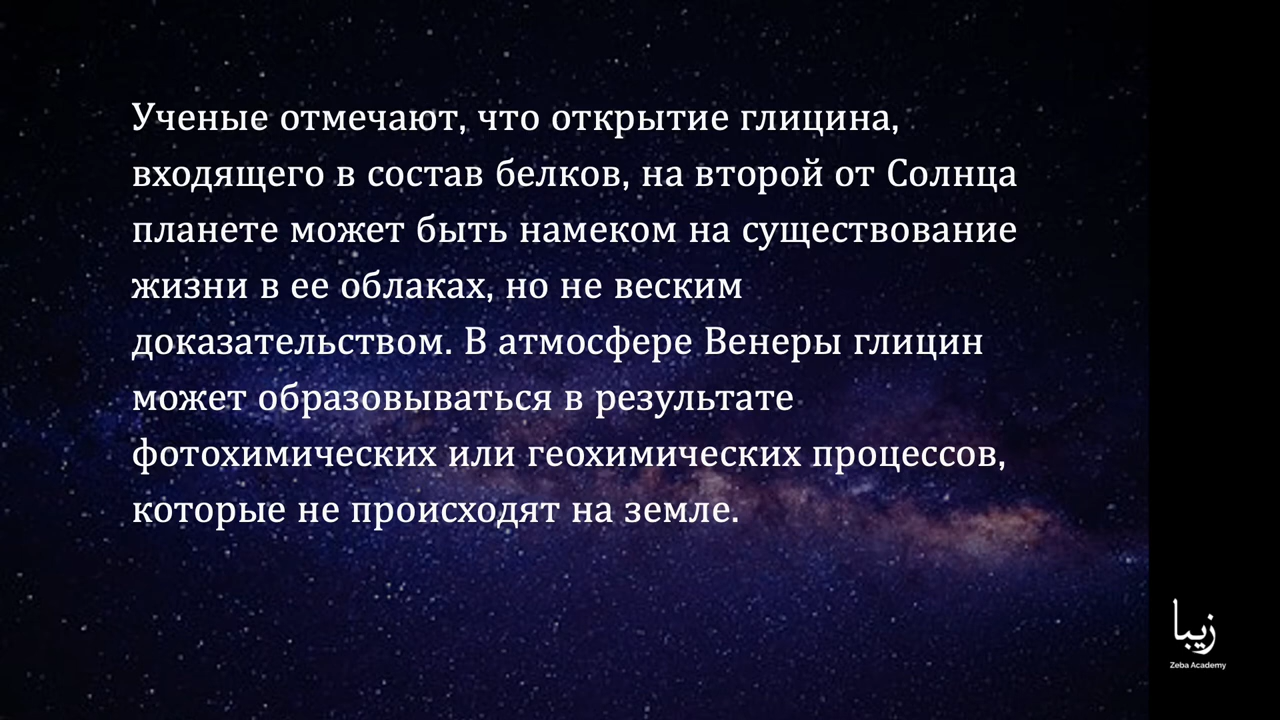 Ученые отмечают, что открытие глицина,
входящего в состав белков, на второй от Солнца
планете может быть намеком на существование
жизни в ее облаках, но не веским
доказательством. В атмосфере Венеры глицин
может образовываться в результате
фотохимических или геохимических процессов,
которые не происходят на земле.
زیبا
Zeba Academy